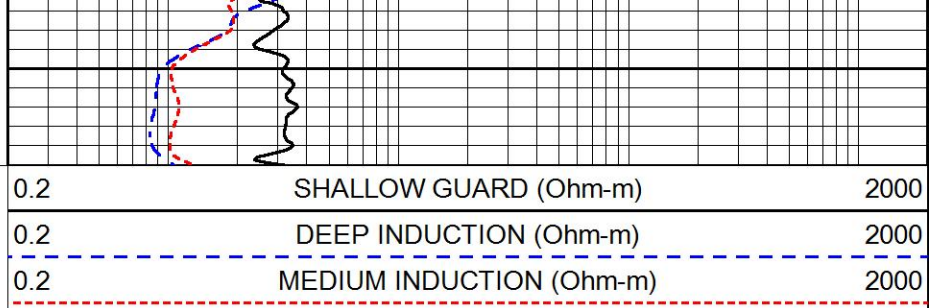 0.2 SHALLOW GUARD (Ohm-m) 2000
0.2 DEEP INDUCTION (Ohm-m) 2000
0.2 MEDIUM INDUCTION (Ohm-m) 2000